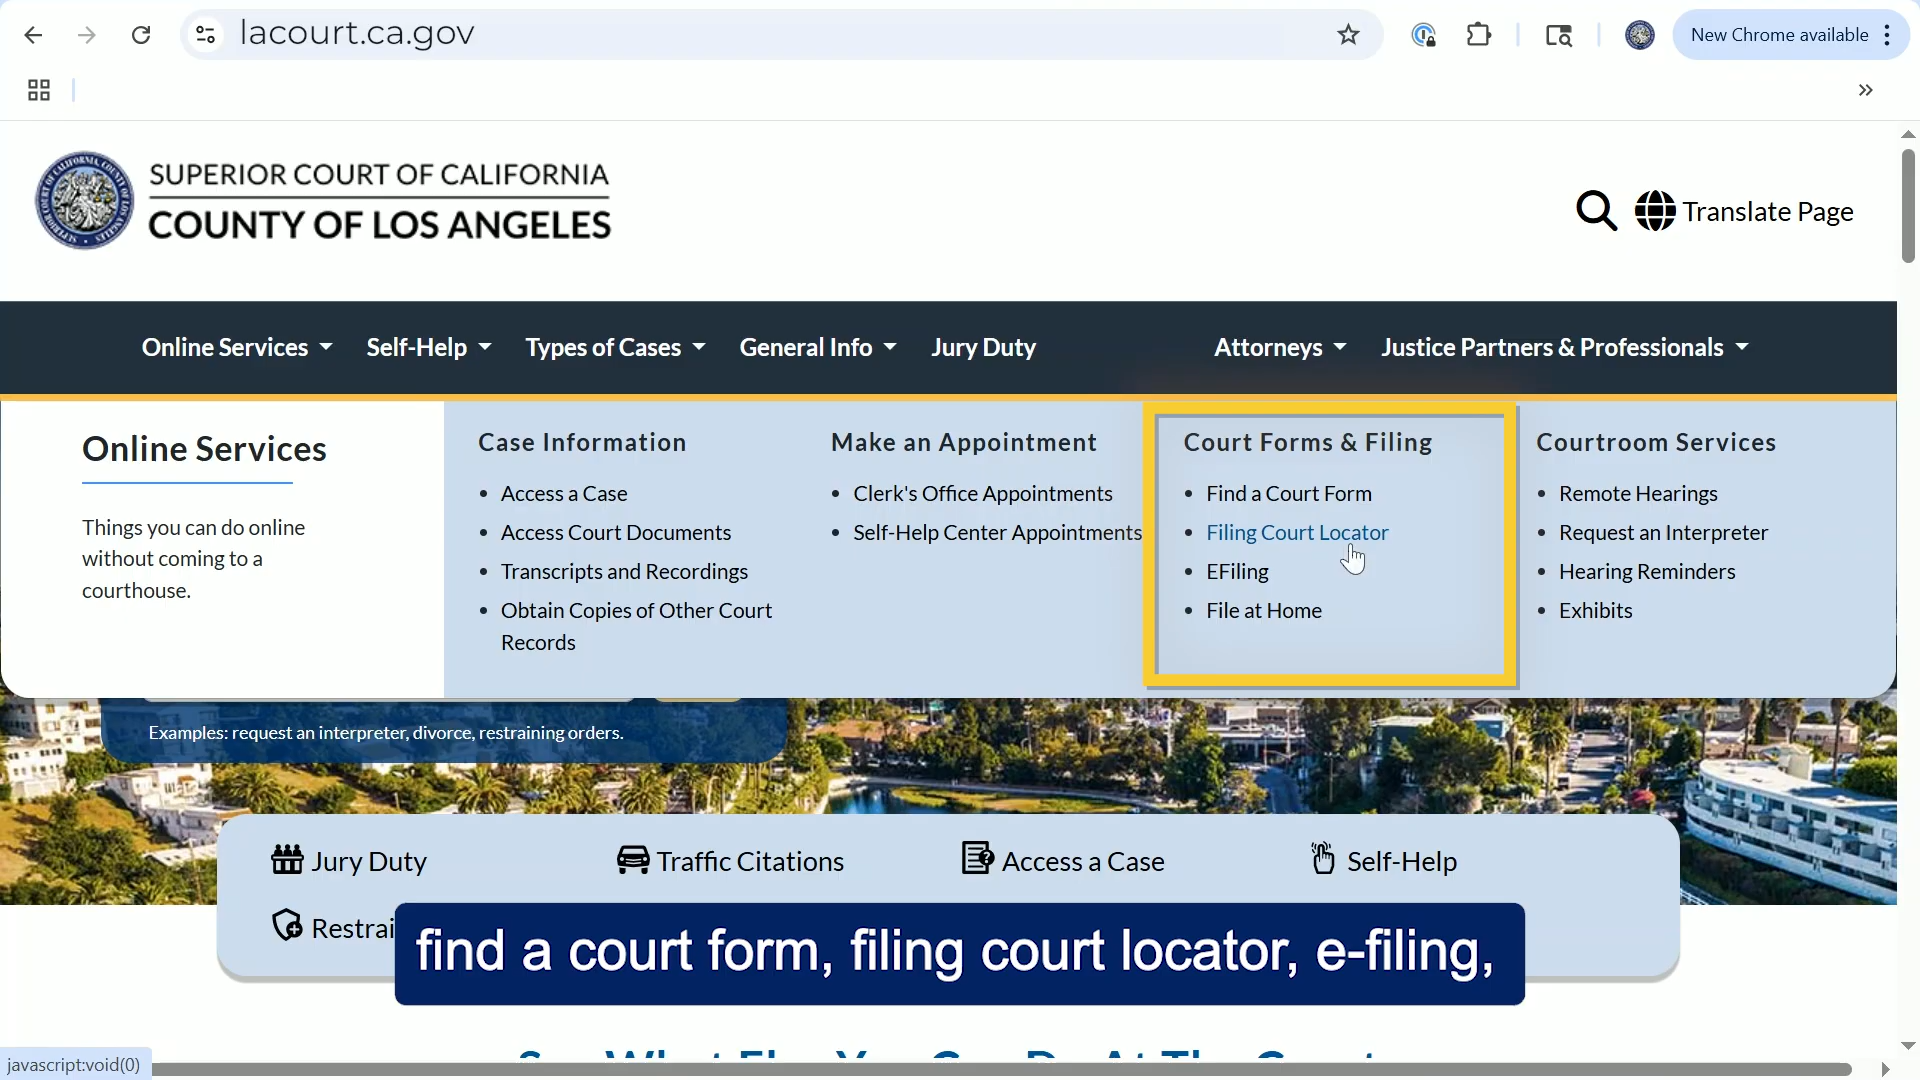 lacourt.ca.gov
New Chrome available
SUPERIOR COURT OF CALIFORNIA
COUNTY OF LOS ANGELES
Translate Page
Online Services
Self-Help
Types of Cases
General Info
Jury Duty
Attorneys
Justice Partners & Professionals
Online Services
Things you can do online
without coming to a
courthouse.
Case Information
Access a Case
Access Court Documents
Transcripts and Recordings
Obtain Copies of Other Court
Records
Make an Appointment
Clerk's Office Appointments
Self-Help Center Appointments
Court Forms & Filing
Find a Court Form
Filing Court Locator
EFiling
File at Home
Courtroom Services
Remote Hearings
Request an Interpreter
Hearing Reminders
Exhibits
Examples: request an interpreter, divorce, restraining orders.
Jury Duty
Traffic Citations
Access a Case
Self-Help
Restrai
find a court form, filing court locator, e-filing,
javascript:void(0)